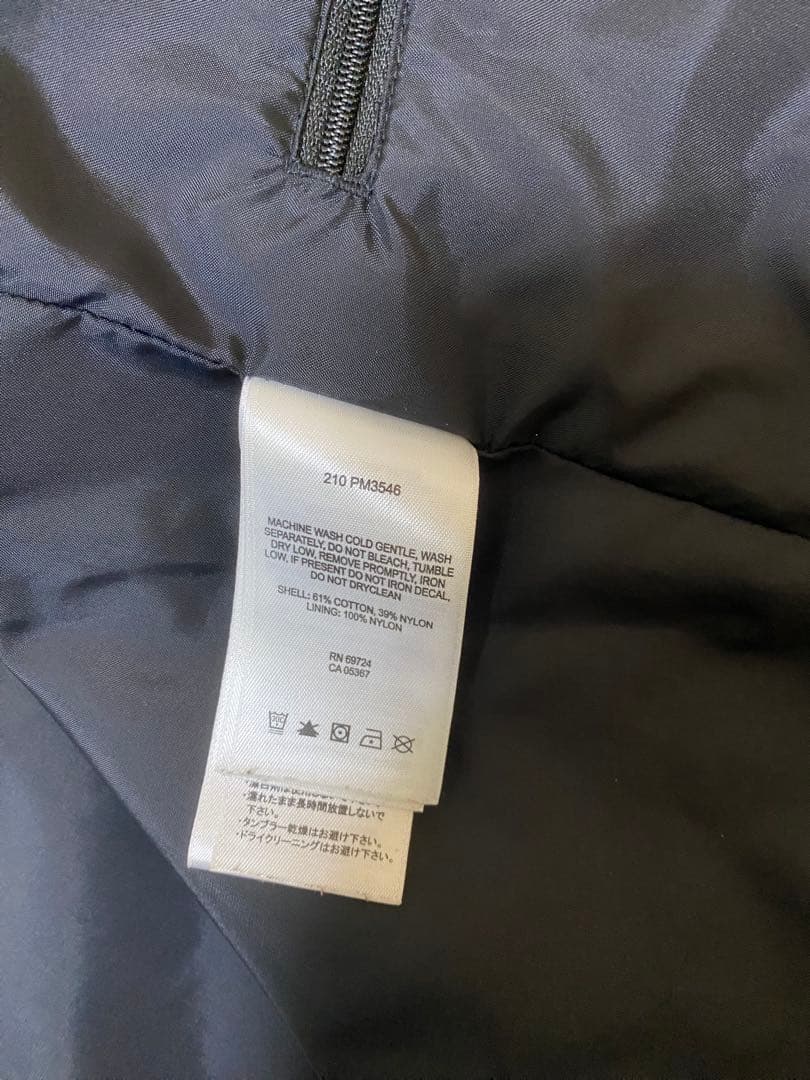 210 PM3546
MACHINE WASH COLD GENTLE, WASH
SEPARATELY, DO NOT BLEACH, TUMBLE
DRY LOW, REMOVE PROMPTLY, IRON
LOW, IF PRESENT DO NOT IRON DECAL,
DO NOT DRYCLEAN
SHELL: 61% COTTON, 39% NYLON
LINING: 100% NYLON
RN 69724
CA 05367
・濡れたまま長時間放置しないで
下さい。
・タンブラー乾燥はお避け下さい。
・ドライクリーニングはお避け下さい。